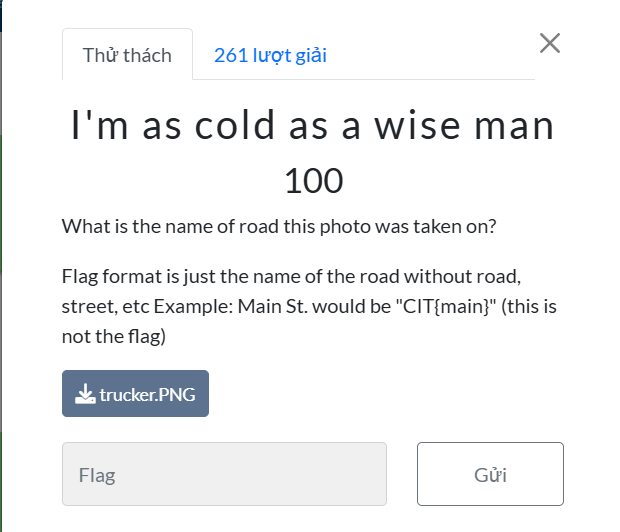 Thử thách
261 lượt giải
I'm as cold as a wise man
100
What is the name of road this photo was taken on?
Flag format is just the name of the road without road,
street, etc Example: Main St. would be "CIT{main}" (this is
not the flag)
trucker.PNG
Flag
Gửi